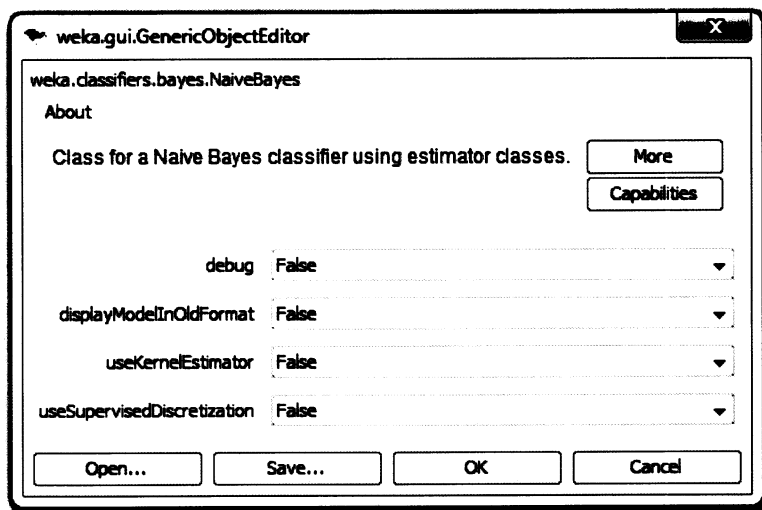 weka.gui.GenericObjectEditor
X
weka.classifiers.bayes.NaiveBayes
About
Class for a Naive Bayes classifier using estimator classes.
More
Capabilities
debug False
displayModelInOldFormat False
useKernelEstimator False
useSupervisedDiscretization False
Open... Save... OK Cancel